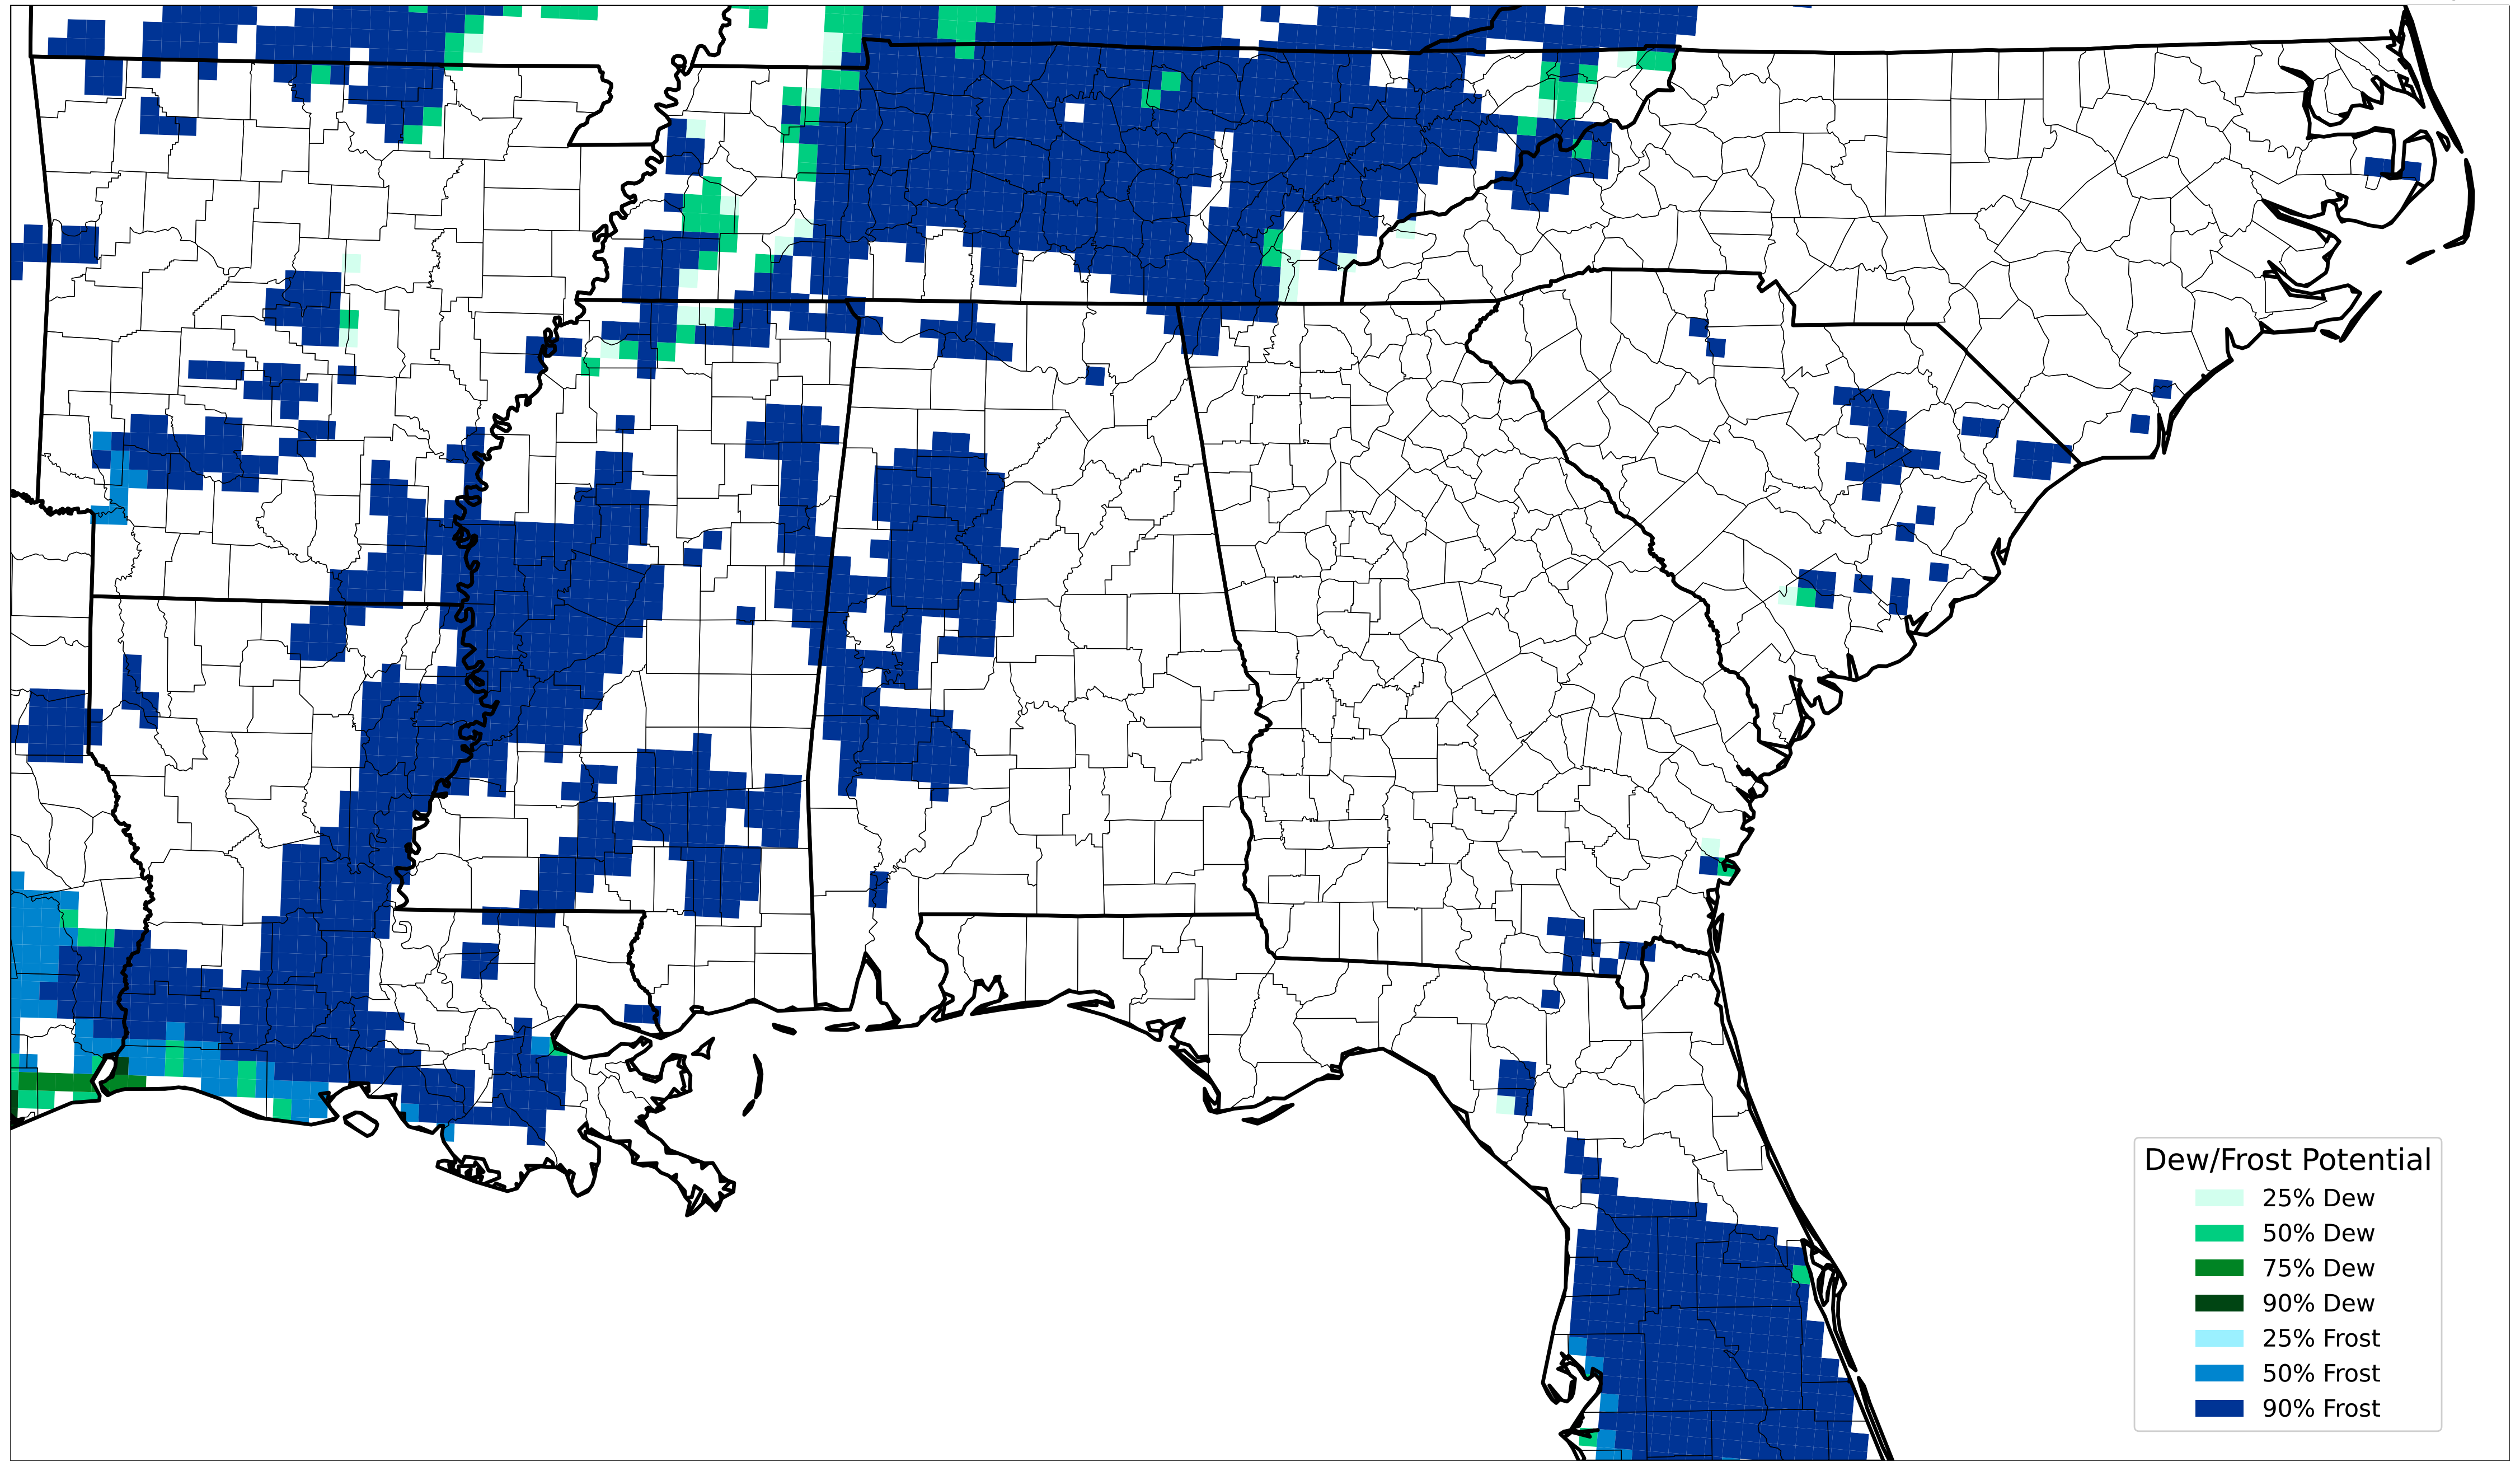 Dew/Frost Potential
25% Dew
50% Dew
75% Dew
90% Dew
25% Frost
50% Frost
90% Frost